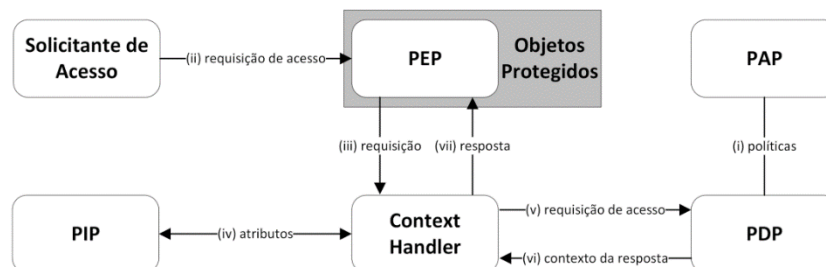 Solicitante de
Acesso
(ii) requisição de acesso
PEP
Objetos
Protegidos
PAP
(iii) requisição
(vii) resposta
(i) políticas
PIP
(iv) atributos
Context
Handler
(v) requisição de acesso
(vi) contexto da resposta
PDP